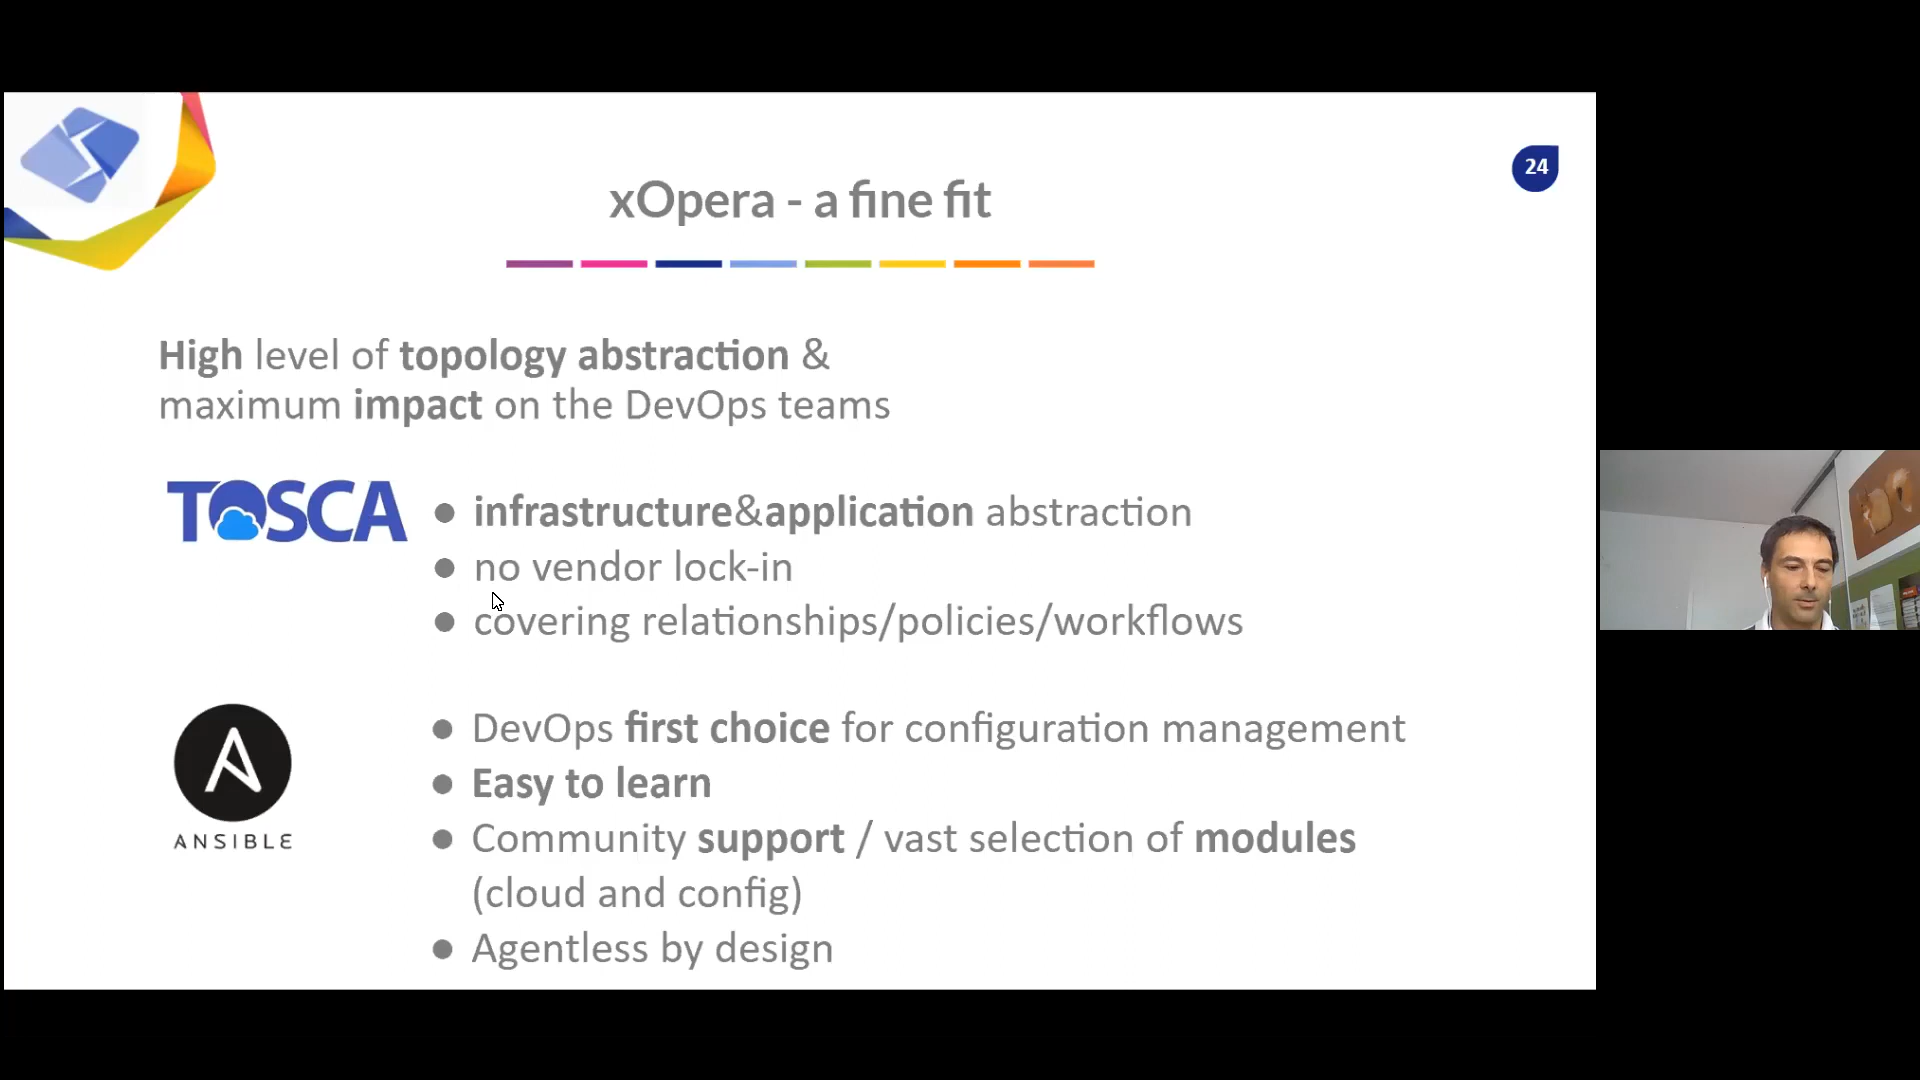 24
xOpera - a fine fit
High level of topology abstraction &
maximum impact on the DevOps teams
TOSCA
● infrastructure&application abstraction
● no vendor lock-in
● covering relationships/policies/workflows
ANSIBLE
● DevOps first choice for configuration management
● Easy to learn
● Community support / vast selection of modules
(cloud and config)
● Agentless by design